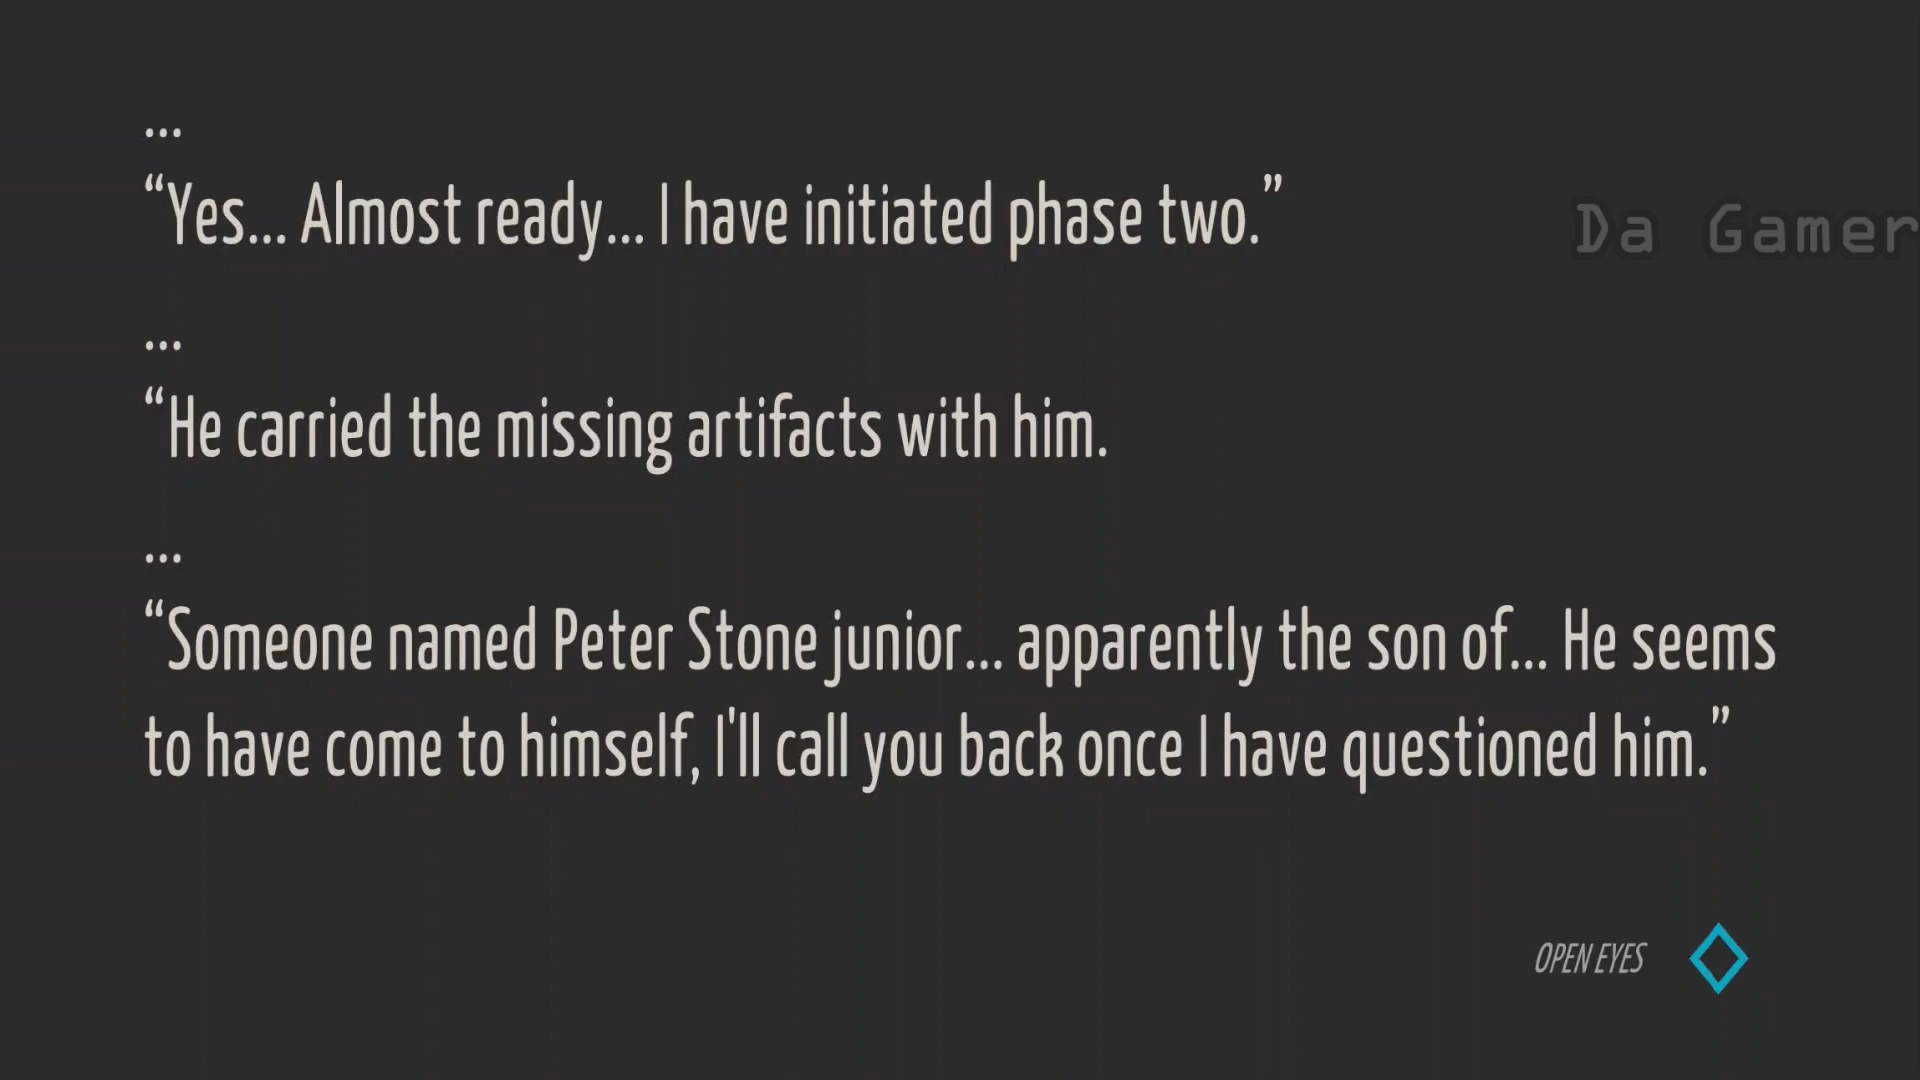 ...
“Yes... Almost ready... I have initiated phase two.”
Da Gamer
...
“He carried the missing artifacts with him.
...
“Someone named Peter Stone junior... apparently the son of... He seems
to have come to himself, I'll call you back once I have questioned him.”
OPEN EYES